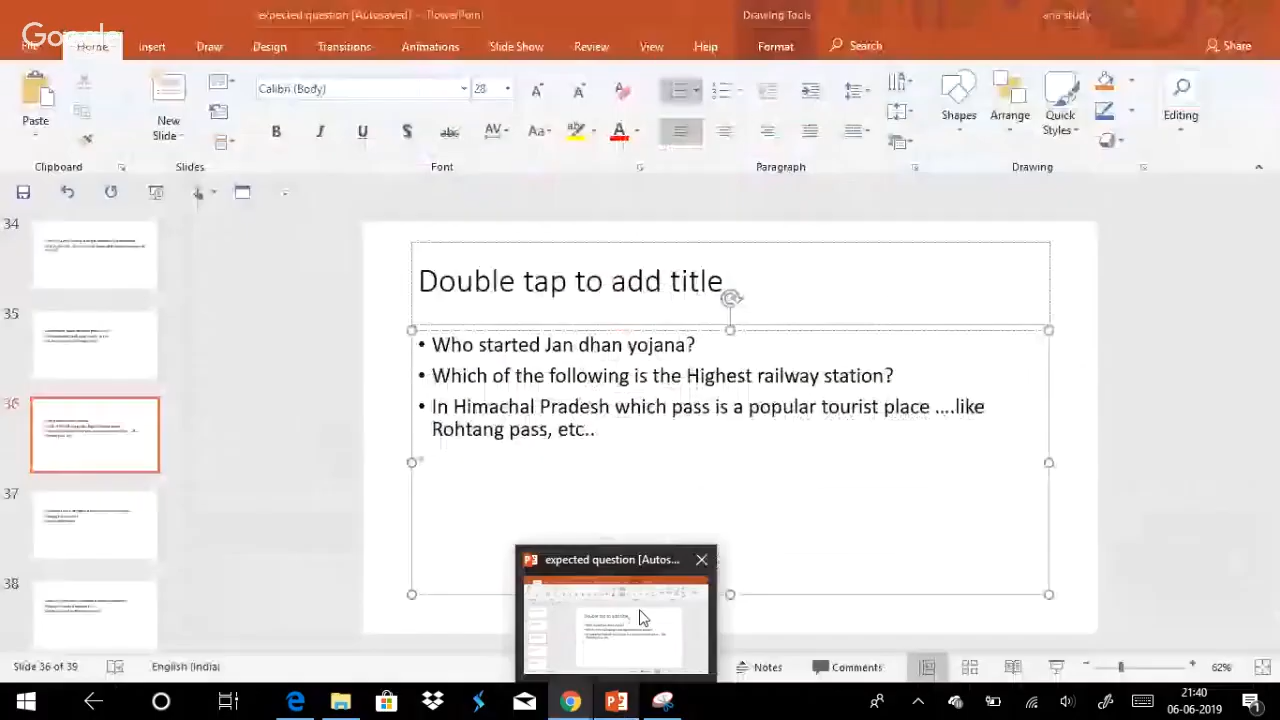 expected question [Autosaved] - PowerPoint
Drawing Tools
ana study
Google
File Home Insert Draw Design Transitions Animations Slide Show Review View Help Format Search Share
Calibri (Body) 28
Paste
New
Slide
Shapes Arrange Quick
Styles
Editing
Clipboard Slides Font Paragraph Drawing
34
35
36
37
38
Double tap to add title
• Who started Jan dhan yojana?
• Which of the following is the Highest railway station?
• In Himachal Pradesh which pass is a popular tourist place ...like
Rohtang pass, etc..
expected question [Autos...
Slide 36 of 39 English (India) Notes Comments 62%
21:40
06-06-2019